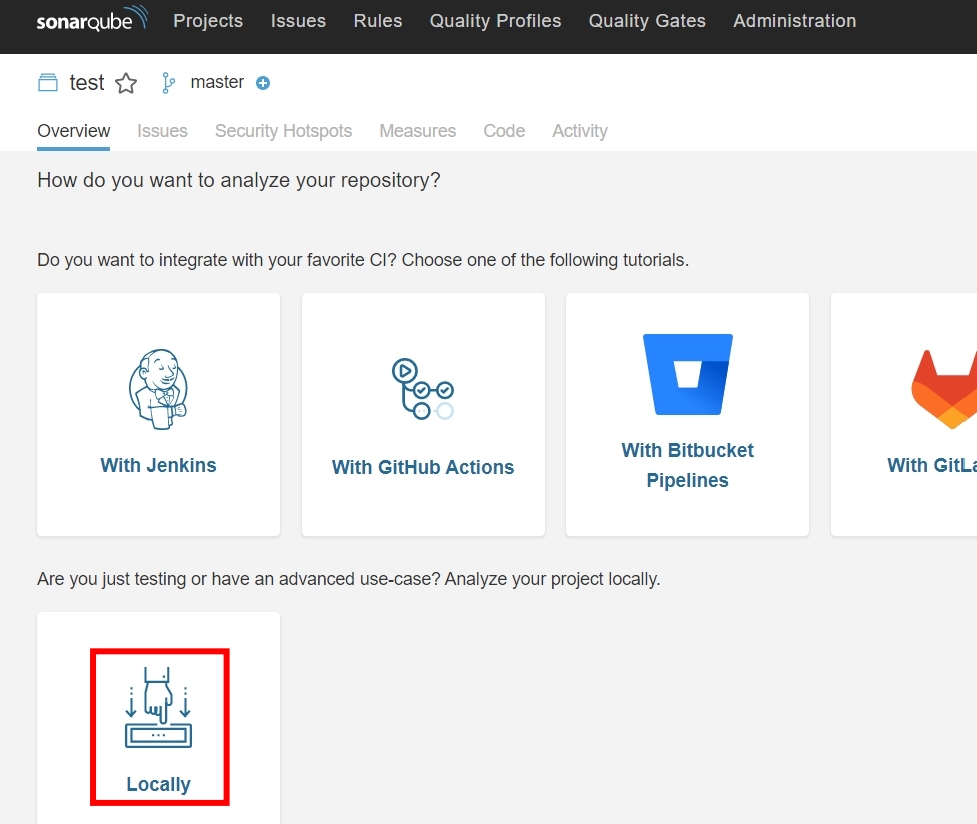 sonarqube Projects Issues Rules Quality Profiles Quality Gates Administration
test master
Overview Issues Security Hotspots Measures Code Activity
How do you want to analyze your repository?
Do you want to integrate with your favorite CI? Choose one of the following tutorials.
With Jenkins
With GitHub Actions
With Bitbucket
Pipelines
With GitLa
Are you just testing or have an advanced use-case? Analyze your project locally.
Locally